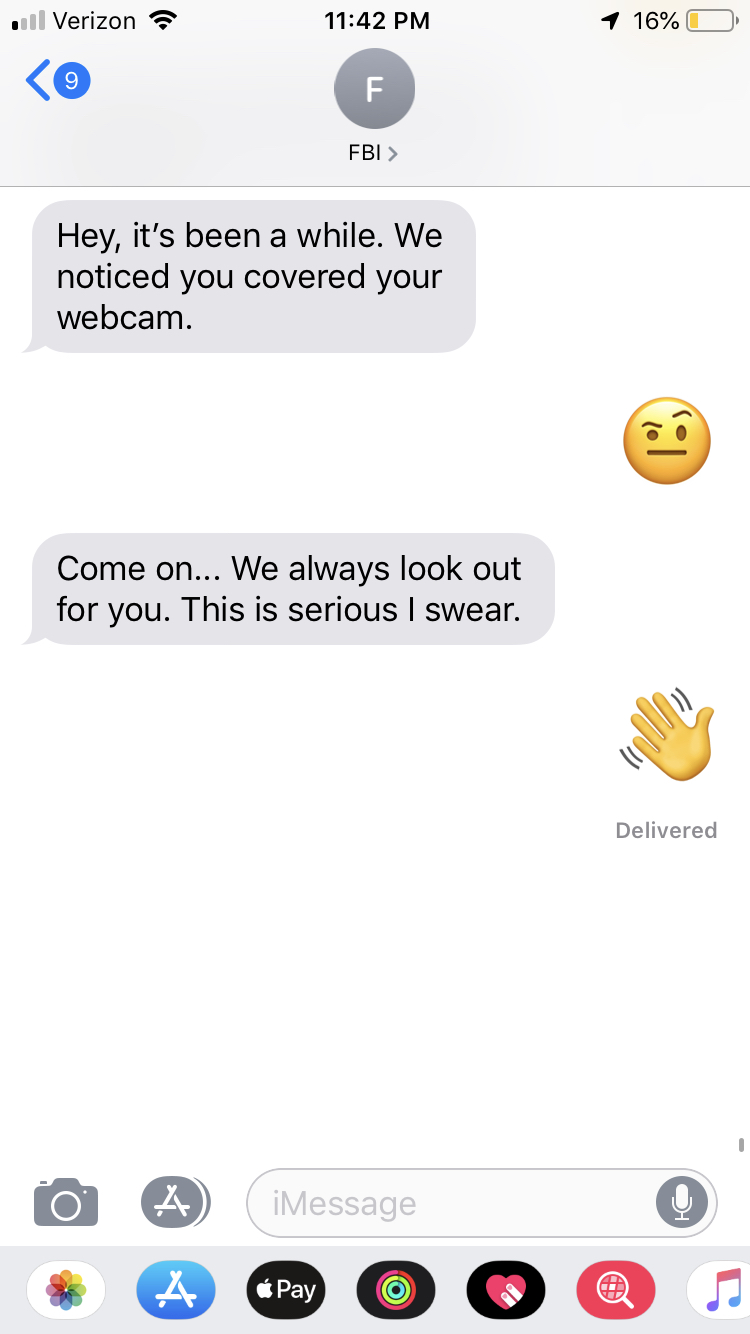 Verizon 11:42 PM 16%
9
F
FBI
Hey, it’s been a while. We
noticed you covered your
webcam.
Come on... We always look out
for you. This is serious I swear.
Delivered
iMessage
Pay